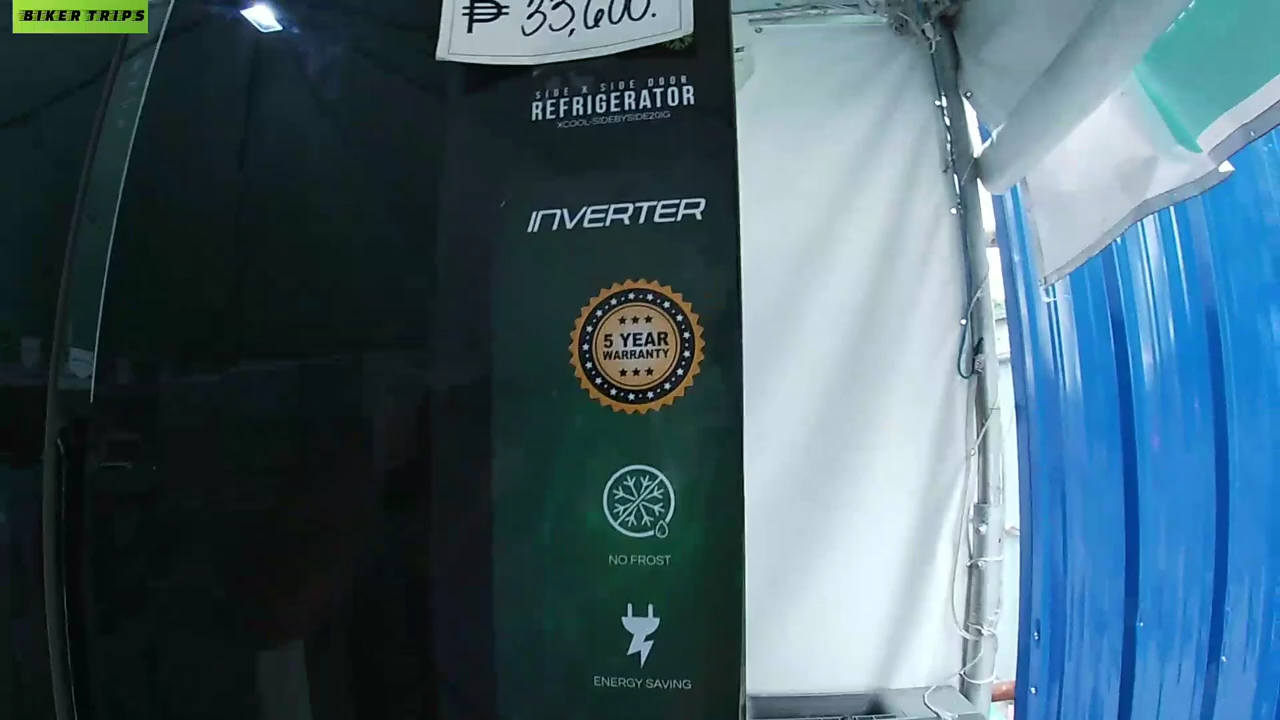 BIKER TRIPS
₱ 33,600.
SIDE X SIDE DOOR
REFRIGERATOR
XCOOL-SIDEBYSIDE20IG
INVERTER
5 YEAR
WARRANTY
NO FROST
ENERGY SAVING